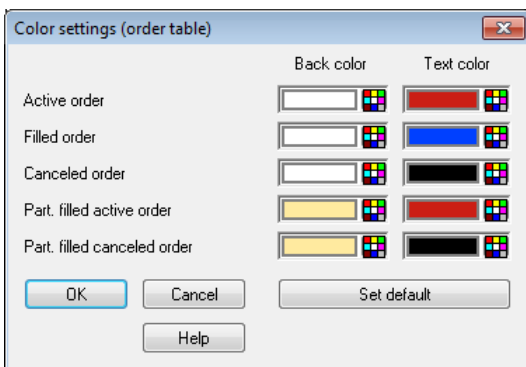 Color settings (order table)
Back color Text color
Active order
Filled order
Canceled order
Part. filled active order
Part. filled canceled order
OK Cancel Set default
Help